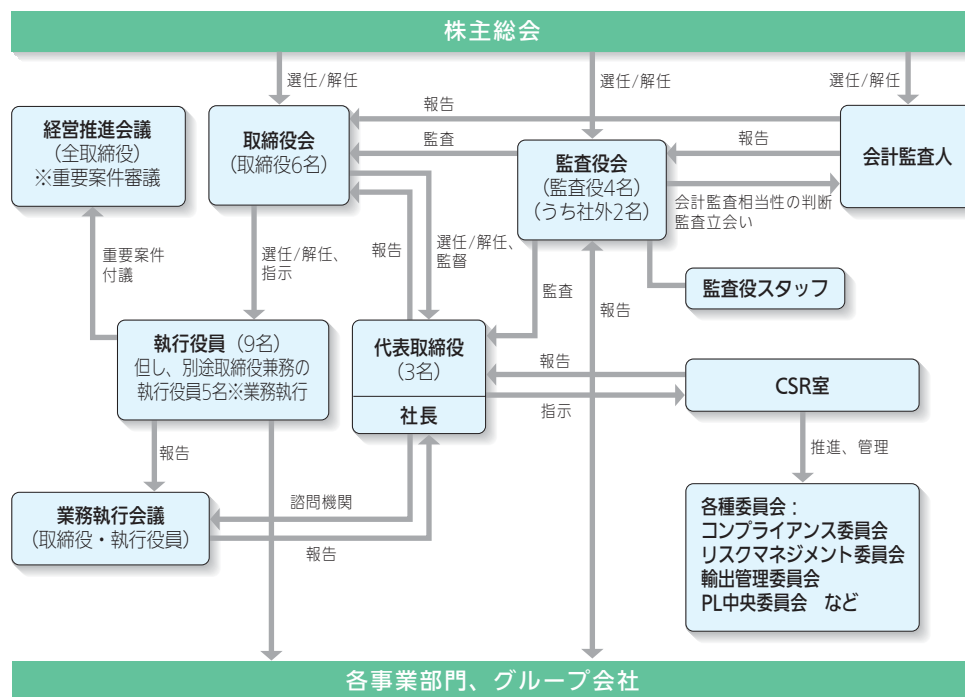 株主総会
選任/解任
選任/解任
選任/解任
経営推進会議
(全取締役)
※重要案件審議
取締役会
(取締役6名)
報告
監査
監査役会
(監査役4名)
(うち社外2名)
報告
会計監査人
会計監査相当性の判断
監査立会い
重要案件
付議
選任/解任、
指示
報告
選任/解任、
監督
監査
報告
監査役スタッフ
執行役員(9名)
但し、別途取締役兼務の
執行役員5名※業務執行
代表取締役
(3名)
社長
報告
指示
CSR室
報告
推進、管理
業務執行会議
(取締役・執行役員)
諮問機関
報告
各種委員会:
コンプライアンス委員会
リスクマネジメント委員会
輸出管理委員会
PL中央委員会 など
各事業部門、グループ会社